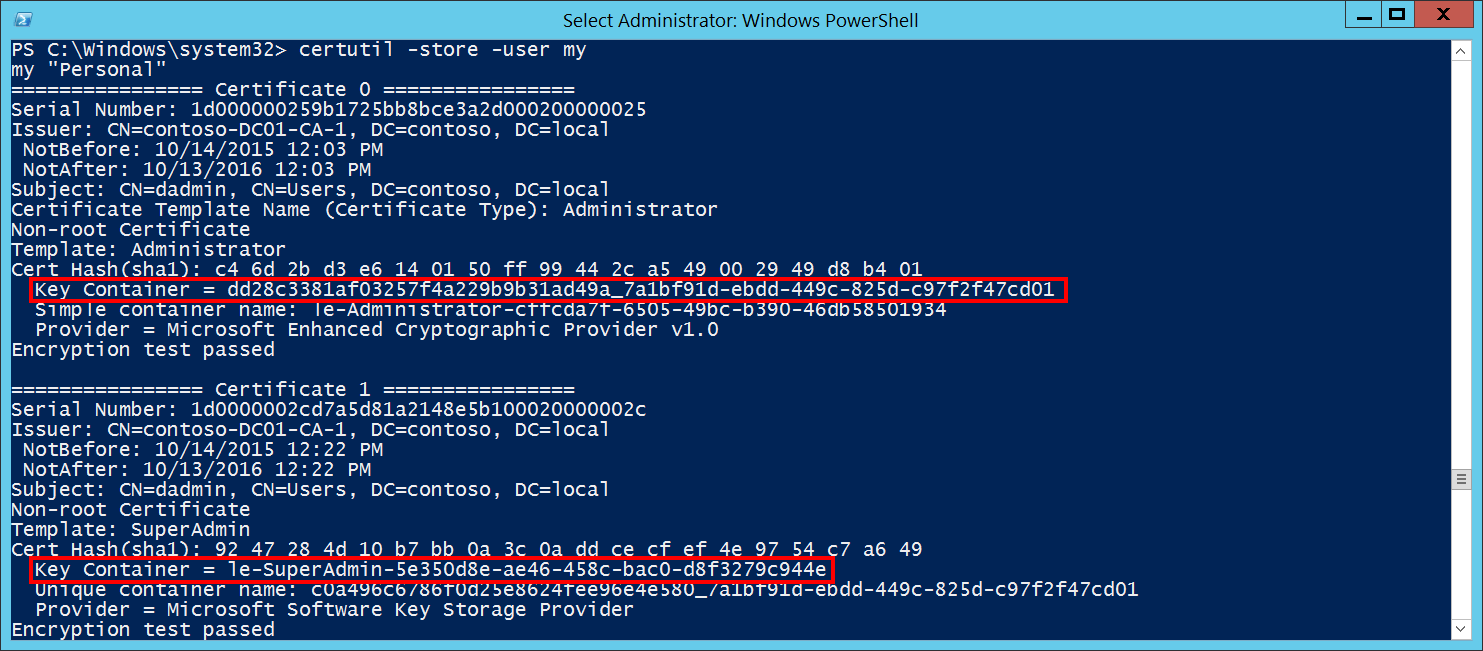 Select Administrator: Windows PowerShell
PS C:\Windows\system32> certutil -store -user my
my "Personal"
================ Certificate 0 ================
Serial Number: 1d000000259b1725bb8bce3a2d000200000025
Issuer: CN=contoso-DC01-CA-1, DC=contoso, DC=local
 NotBefore: 10/14/2015 12:03 PM
 NotAfter: 10/13/2016 12:03 PM
Subject: CN=dadmin, CN=Users, DC=contoso, DC=local
Certificate Template Name (Certificate Type): Administrator
Non-root Certificate
Template: Administrator
Cert Hash(sha1): c4 6d 2b d3 e6 14 01 50 ff 99 44 2c a5 49 00 29 49 d8 b4 01
  Key Container = dd28c3381af03257f4a229b9b31ad49a_7a1bf91d-ebdd-449c-825d-c97f2f47cd01
  Simple container name: le-Administrator-cffcda7f-6505-49bc-b390-46db58501934
  Provider = Microsoft Enhanced Cryptographic Provider v1.0
Encryption test passed
================ Certificate 1 ================
Serial Number: 1d0000002cd7a5d81a2148e5b100020000002c
Issuer: CN=contoso-DC01-CA-1, DC=contoso, DC=local
 NotBefore: 10/14/2015 12:22 PM
 NotAfter: 10/13/2016 12:22 PM
Subject: CN=dadmin, CN=Users, DC=contoso, DC=local
Non-root Certificate
Template: SuperAdmin
Cert Hash(sha1): 92 47 28 4d 10 b7 bb 0a 3c 0a dd ce cf ef 4e 97 54 c7 a6 49
  Key Container = le-SuperAdmin-5e350d8e-ae46-458c-bac0-d8f3279c944e
  Unique container name: c0a496c6786f0d25e8624fee96e4e580_7a1bf91d-ebdd-449c-825d-c97f2f47cd01
  Provider = Microsoft Software Key Storage Provider
Encryption test passed